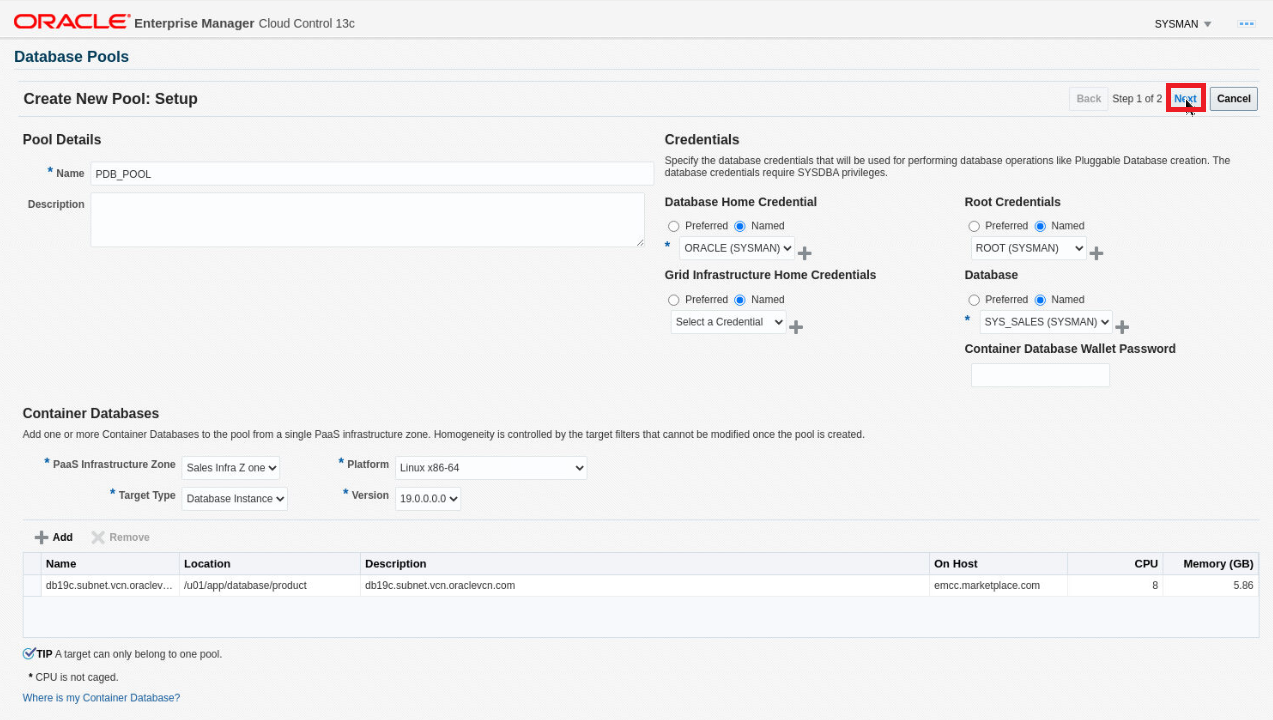 ORACLE Enterprise Manager Cloud Control 13c
SYSMAN
Database Pools
Create New Pool: Setup
Back Step 1 of 2 Next Cancel
Pool Details
* Name PDB_POOL
Description
Credentials
Specify the database credentials that will be used for performing database operations like Pluggable Database creation. The
database credentials require SYSDBA privileges.
Database Home Credential
Preferred Named
* ORACLE (SYSMAN)
Root Credentials
Preferred Named
ROOT (SYSMAN)
Grid Infrastructure Home Credentials
Preferred Named
Select a Credential
Database
Preferred Named
* SYS_SALES (SYSMAN)
Container Database Wallet Password
Container Databases
Add one or more Container Databases to the pool from a single PaaS infrastructure zone. Homogeneity is controlled by the target filters that cannot be modified once the pool is created.
* PaaS Infrastructure Zone Sales Infra Z one * Platform Linux x86-64
* Target Type Database Instance * Version 19.0.0.0.0
Add Remove
Name Location Description On Host CPU Memory (GB)
db19c.subnet.vcn.oraclev... /u01/app/database/product db19c.subnet.vcn.oraclevcn.com emcc.marketplace.com 8 5.86
TIP A target can only belong to one pool.
* CPU is not caged.
Where is my Container Database?